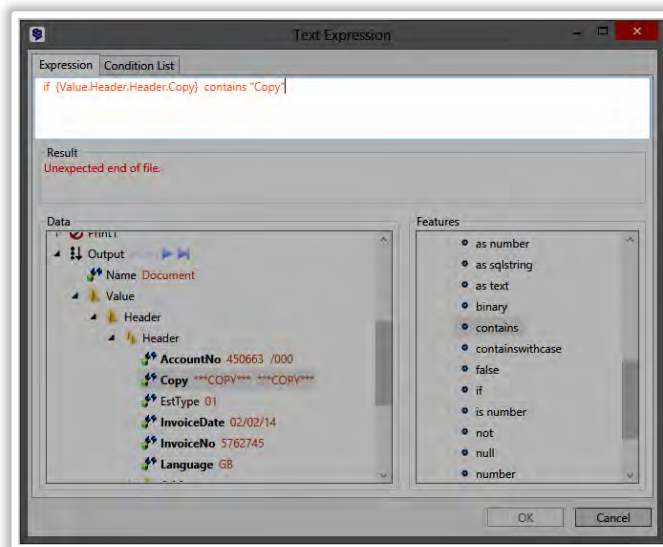 Text Expression
Expression Condition List
if {Value.Header.Header.Copy} contains "Copy"
Result
Unexpected end of file.
Data
Print1
Output
Name Document
Value
Header
Header
AccountNo 450663 /000
Copy ***COPY*** ***COPY***
EstType 01
InvoiceDate 02/02/14
InvoiceNo 5762745
Language GB
Features
as number
as sqlstring
as text
binary
contains
containswithcase
false
if
is number
not
null
number
OK Cancel